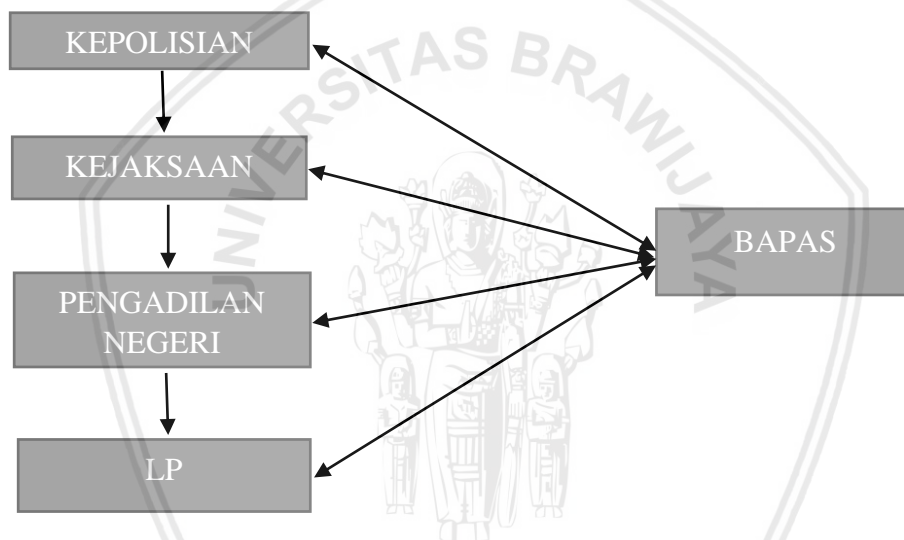 UNIVERSITAS BRAWIJAYA
KEPOLISIAN
KEJAKSAAN
BAPAS
PENGADILAN
NEGERI
LP